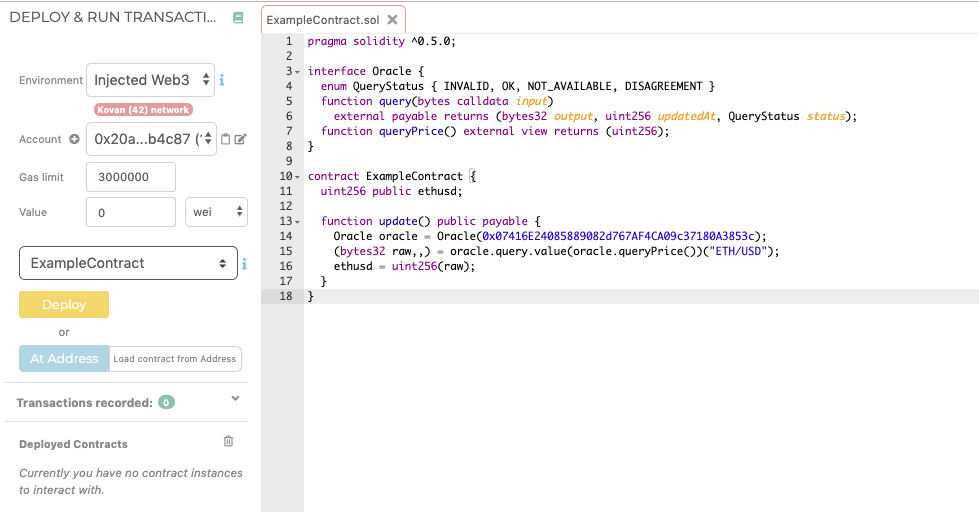 DEPLOY & RUN TRANSACTI...
Environment Injected Web3
Kovan (42) network
Account 0x20a...b4c87 (
Gas limit 3000000
Value 0 wei
ExampleContract
Deploy
or
At Address Load contract from Address
Transactions recorded: 0
Deployed Contracts
Currently you have no contract instances
to interact with.
ExampleContract.sol
1 pragma solidity ^0.5.0;
2
3 interface Oracle {
4 enum QueryStatus { INVALID, OK, NOT_AVAILABLE, DISAGREEMENT }
5 function query(bytes calldata input)
6 external payable returns (bytes32 output, uint256 updatedAt, QueryStatus status);
7 function queryPrice() external view returns (uint256);
8 }
9
10 contract ExampleContract {
11 uint256 public ethusd;
12
13 function update() public payable {
14 Oracle oracle = Oracle(0x07416E24085889082d767AF4CA09c37180A3853c);
15 (bytes32 raw,,) = oracle.query.value(oracle.queryPrice())("ETH/USD");
16 ethusd = uint256(raw);
17 }
18 }